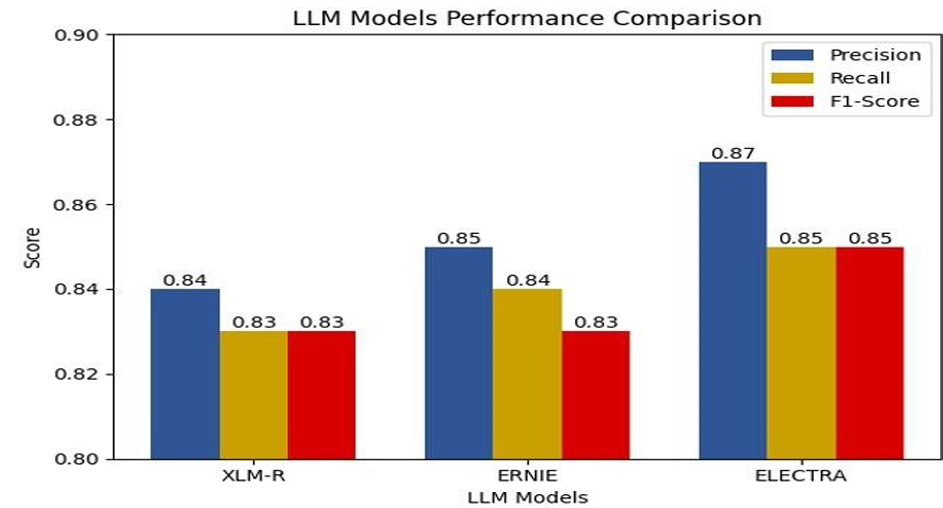 LLM Models Performance Comparison
0.90
0.88
0.86
0.84
0.82
0.80
Score
Precision
Recall
F1-Score
0.84
0.83
0.83
0.85
0.84
0.83
0.87
0.85
0.85
XLM-R
ERNIE
ELECTRA
LLM Models